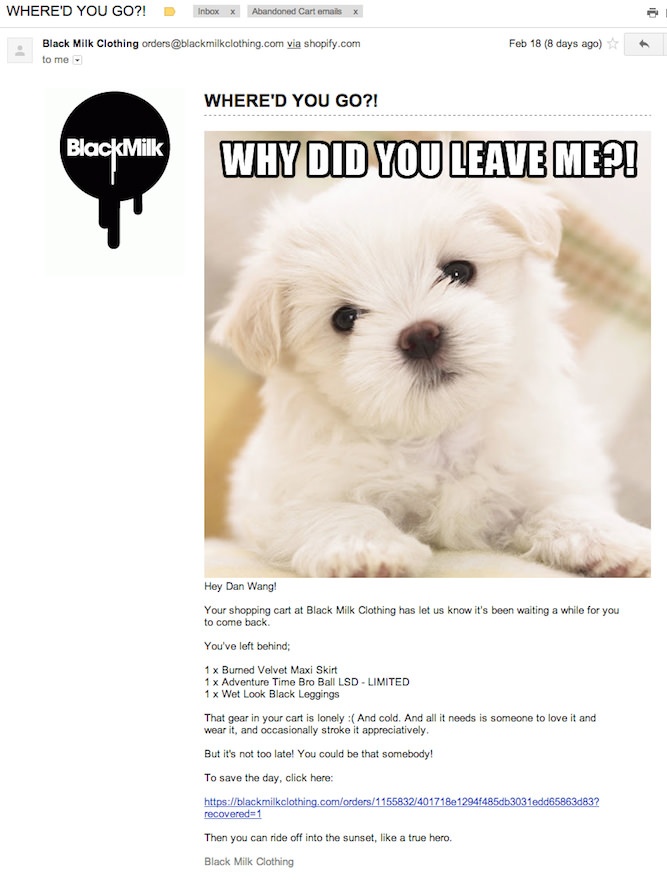 WHERE'D YOU GO?! Inbox x Abandoned Cart emails x
Black Milk Clothing orders@blackmilkclothing.com via shopify.com Feb 18 (8 days ago)
to me
BlackMilk
WHERE'D YOU GO?!
WHY DID YOU LEAVE ME?!
Hey Dan Wang!
Your shopping cart at Black Milk Clothing has let us know it's been waiting a while for you
to come back.
You've left behind;
1 x Burned Velvet Maxi Skirt
1 x Adventure Time Bro Ball LSD - LIMITED
1 x Wet Look Black Leggings
That gear in your cart is lonely :( And cold. And all it needs is someone to love it and
wear it, and occasionally stroke it appreciatively.
But it's not too late! You could be that somebody!
To save the day, click here:
https://blackmilkclothing.com/orders/1155832/401718e1294f485db3031edd65863d83?
recovered=1
Then you can ride off into the sunset, like a true hero.
Black Milk Clothing